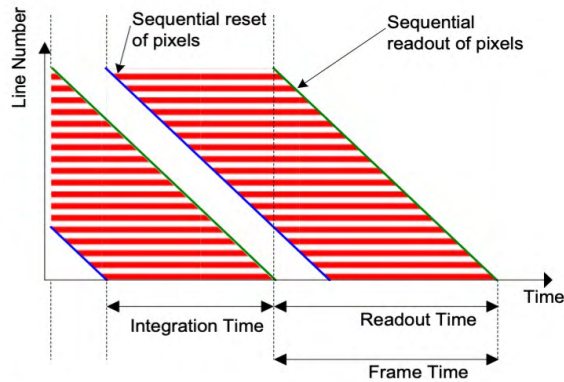 Sequential reset
of pixels
Sequential
readout of pixels
Line Number
Time
Integration Time
Readout Time
Frame Time